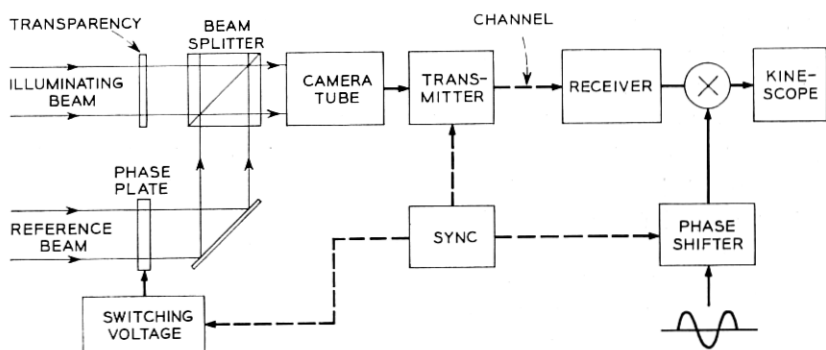 TRANSPARENCY
BEAM
SPLITTER
CHANNEL
ILLUMINATING
BEAM
CAMERA
TUBE
TRANS-
MITTER
RECEIVER
KINE-
SCOPE
PHASE
PLATE
REFERENCE
BEAM
SYNC
PHASE
SHIFTER
SWITCHING
VOLTAGE